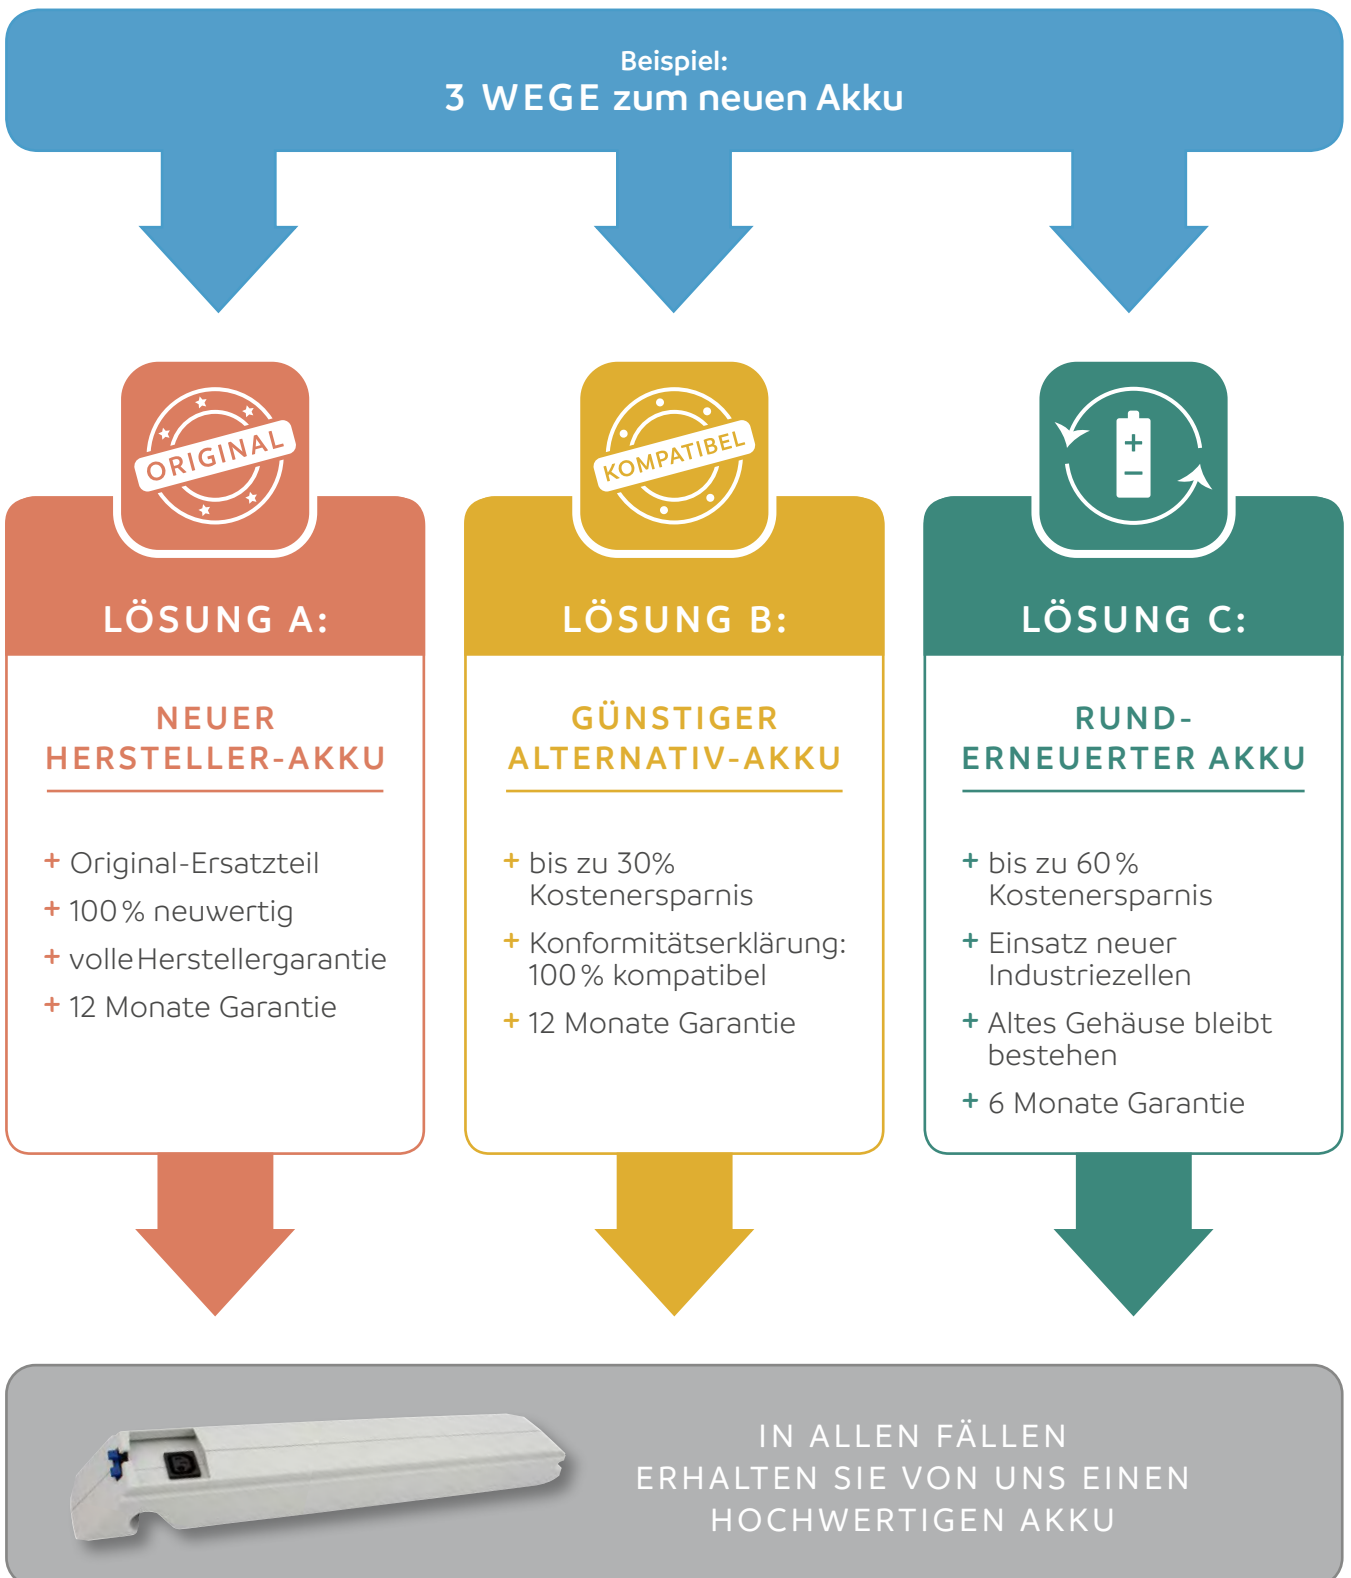 Beispiel:
3 WEGE zum neuen Akku
ORIGINAL
LÖSUNG A:
NEUER
HERSTELLER-AKKU
+ Original-Ersatzteil
+ 100 % neuwertig
+ volle Herstellergarantie
+ 12 Monate Garantie
KOMPATIBEL
LÖSUNG B:
GÜNSTIGER
ALTERNATIV-AKKU
+ bis zu 30%
Kostenersparnis
+ Konformitätserklärung:
100 % kompatibel
+ 12 Monate Garantie
+
−
LÖSUNG C:
RUND-
ERNEUERTER AKKU
+ bis zu 60 %
Kostenersparnis
+ Einsatz neuer
Industriezellen
+ Altes Gehäuse bleibt
bestehen
+ 6 Monate Garantie
IN ALLEN FÄLLEN
ERHALTEN SIE VON UNS EINEN
HOCHWERTIGEN AKKU